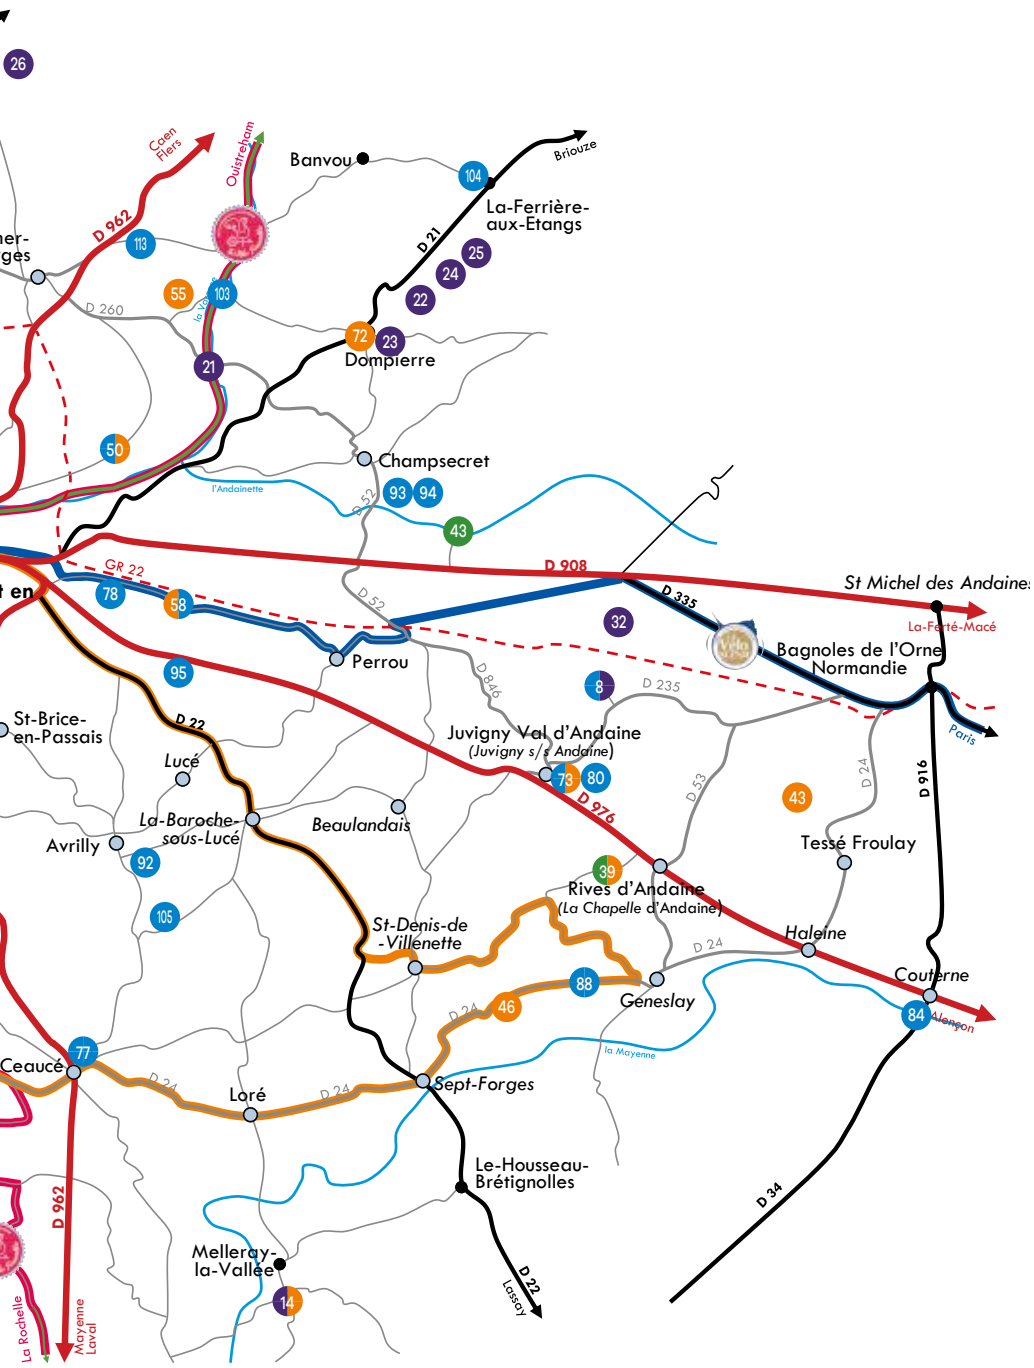 26
Caen
Flers
Ouistreham
Banvou
Briouze
104
La-Ferrière-
aux-Etangs
D 962
113
D 21
25
24
22
ner-
ges
55
103
D 260
72
23
Dompierre
21
50
Champsecret
l'Andainette
D 52
93
94
43
GR 22
D 908
St Michel des Andaines
t en
78
58
D 52
D 335
La-Ferté-Macé
32
Bagnoles de l'Orne
Normandie
Perrou
95
D 846
8
D 235
St-Brice-
en-Passais
D 22
Juvigny Val d'Andaine
(Juvigny s/s Andaine)
Paris
Lucé
73
80
D 53
D 24
D 916
43
D 976
La-Baroche-
sous-Lucé
Beaulandais
Avrilly
92
Tessé Froulay
39
Rives d'Andaine
(La Chapelle d'Andaine)
105
St-Denis-de
-Villenette
Haleine
D 24
Couterne
88
Geneslay
46
D 24
84
Alençon
77
Ceaucé
la Mayenne
D 24
Loré
D 24
Sept-Forges
Le-Housseau-
Brétignolles
D 962
D 34
Melleray-
la-Vallée
14
D 22
Lassay
La Rochelle
Mayenne
Laval